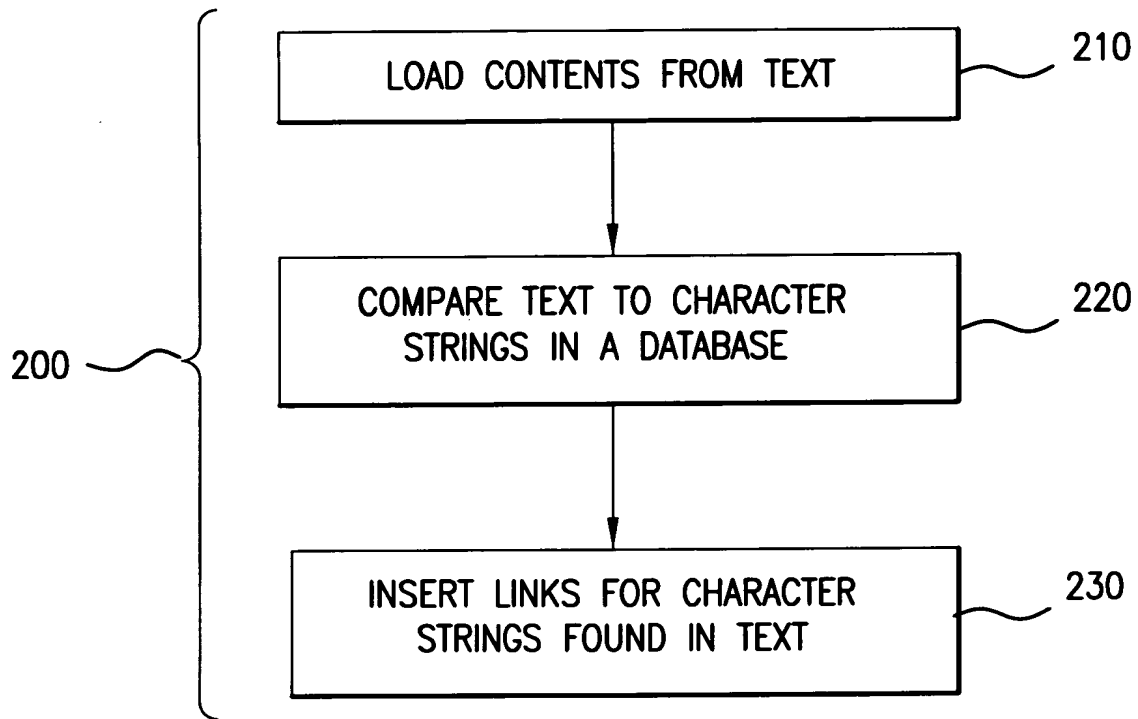 LOAD CONTENTS FROM TEXT
210
COMPARE TEXT TO CHARACTER
STRINGS IN A DATABASE
220
200
INSERT LINKS FOR CHARACTER
STRINGS FOUND IN TEXT
230